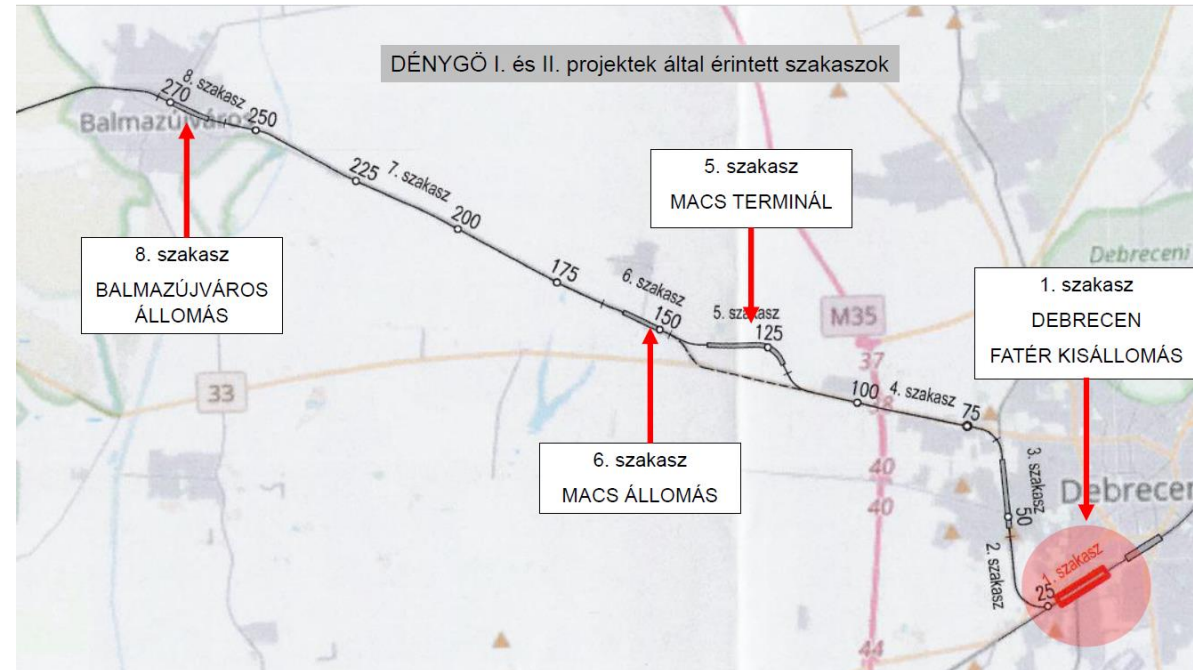 DÉNYGÖ I. és II. projektek által érintett szakaszok
8. szakasz
270
250
Balmazújváros
225
7. szakasz
200
175
6. szakasz
150
5. szakasz
125
5. szakasz
MACS TERMINÁL
8. szakasz
BALMAZÚJVÁROS
ÁLLOMÁS
6. szakasz
MACS ÁLLOMÁS
1. szakasz
DEBRECEN
FATÉR KISÁLLOMÁS
Debreceni
M35
37
33
100
4. szakasz
38
75
3. szakasz
40
40
Debrecen
50
2. szakasz
1. szakasz
25
44